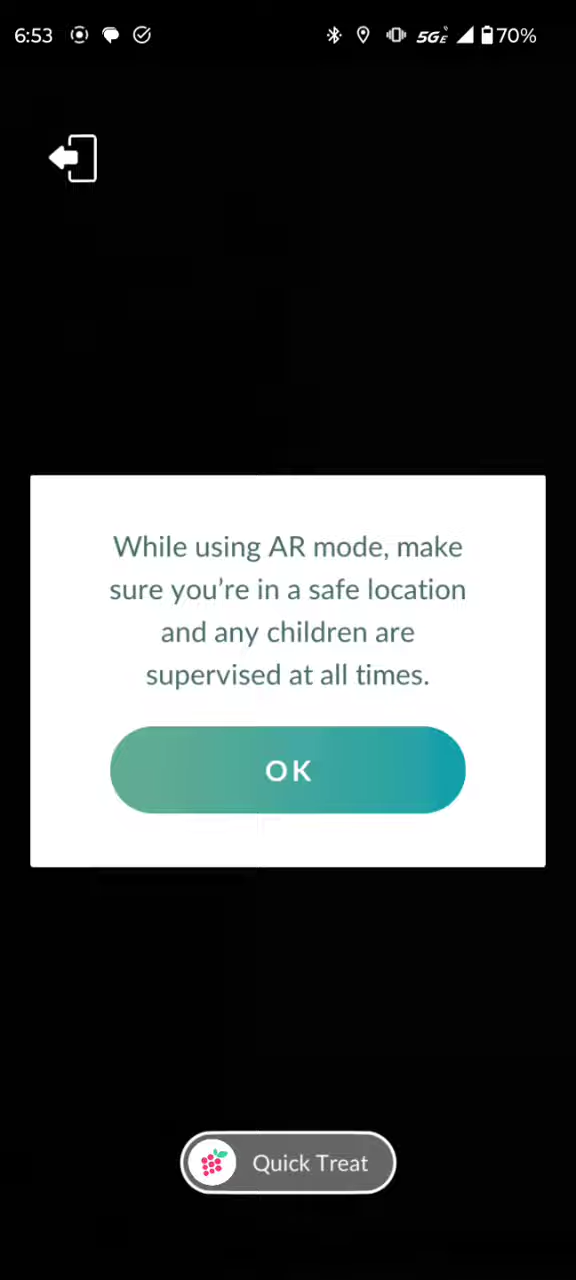 6:53 5GE 70%
While using AR mode, make
sure you're in a safe location
and any children are
supervised at all times.
OK
Quick Treat